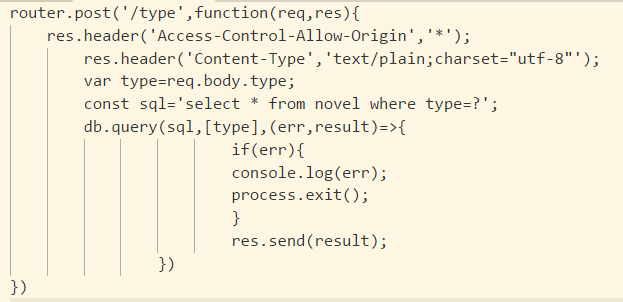 router.post('/type',function(req,res){
res.header('Access-Control-Allow-Origin','*');
res.header('Content-Type','text/plain;charset="utf-8"');
var type=req.body.type;
const sql='select * from novel where type=?';
db.query(sql,[type],(err,result)=>{
if(err){
console.log(err);
process.exit();
}
res.send(result);
})
})